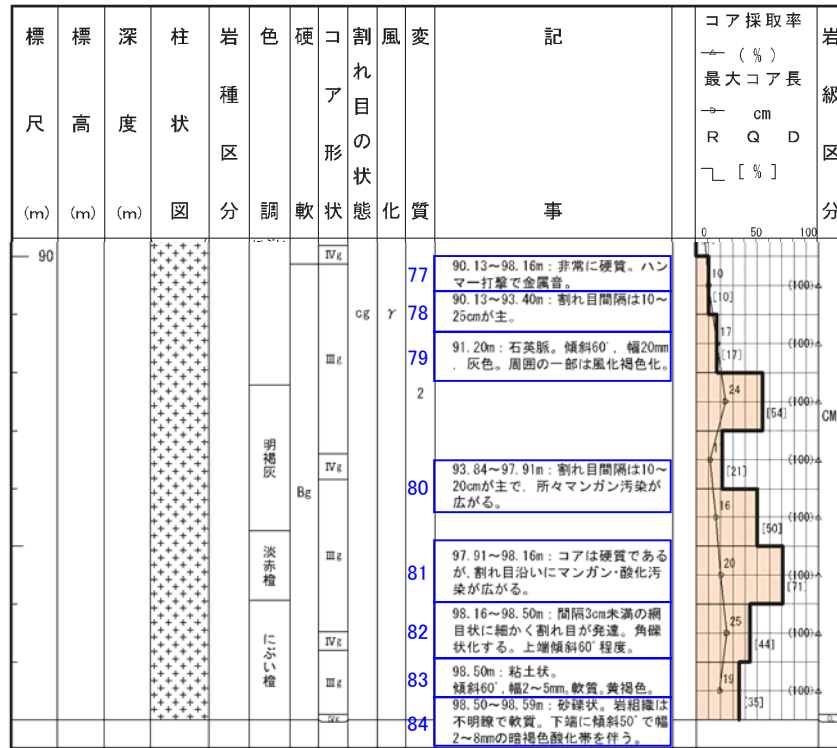 標尺(m)
標高(m)
深度(m)
柱状図
岩種区分
色調
硬軟
コア形状
割れ目の状態
風化
変質
記事
コア採取率
(%)
最大コア長
cm
RQD
[%]
岩級区分
0 50 100
90
明褐灰
淡赤橙
にぶい橙
Bg
Ⅳg
Ⅲg
Ⅳg
Ⅲg
Ⅳg
Ⅲg
Ⅳg
cg
γ
2
77
90.13～98.16m：非常に硬質。ハン
マー打撃で金属音。
78
90.13～93.40m：割れ目間隔は10～
25cmが主。
79
91.20m：石英脈。傾斜60°，幅20mm
，灰色。周囲の一部は風化褐色化。
80
93.84～97.91m：割れ目間隔は10～
20cmが主で，所々マンガン汚染が
広がる。
81
97.91～98.16m：コアは硬質である
が,割れ目沿いにマンガン・酸化汚
染が広がる。
82
98.16～98.50m：間隔3cm未満の網
目状に細かく割れ目が発達。角礫
状化する。上端傾斜60°程度。
83
98.50m：粘土状。
傾斜60°,幅2～5mm,軟質,黄褐色。
84
98.50～98.59m：砂礫状。岩組織は
不明瞭で軟質。下端に傾斜50°で幅
2～8mmの暗褐色酸化帯を伴う。
10
[10]
(100)
17
[17]
(100)
24
[54]
(100)
[21]
(100)
16
[50]
(100)
20
[71]
(100)
25
[44]
(100)
19
[35]
(100)
CM